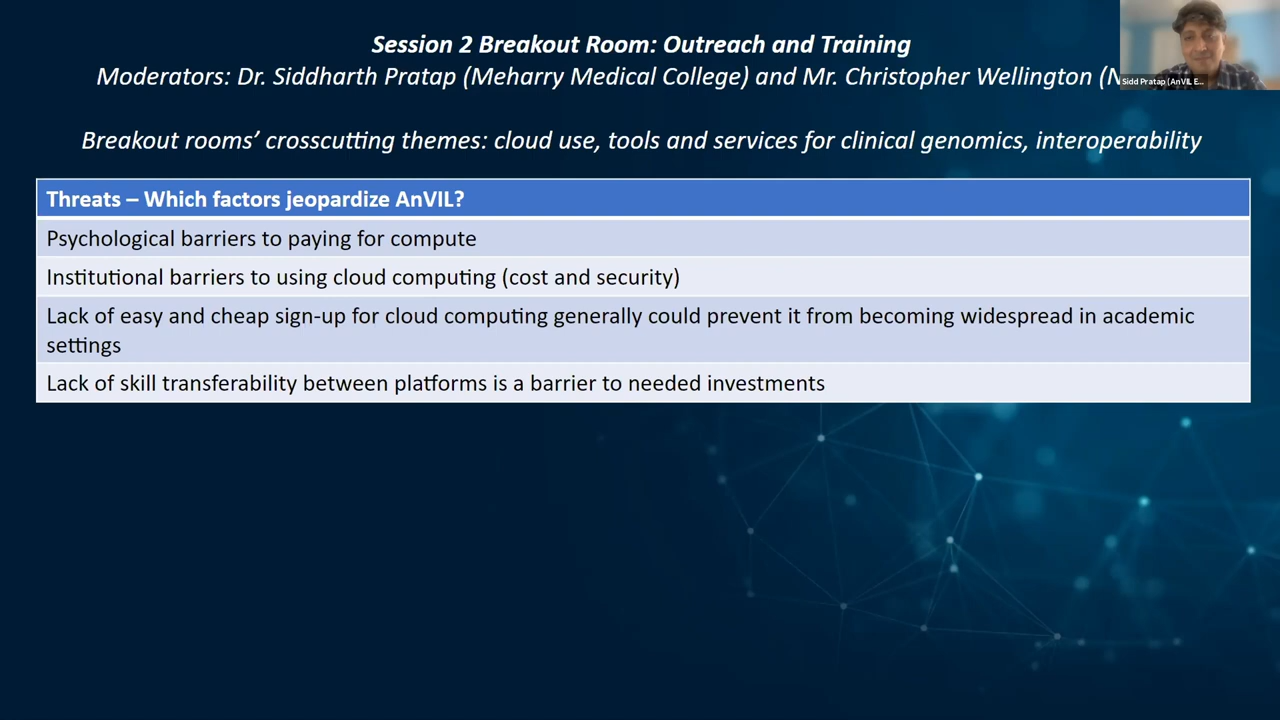 Session 2 Breakout Room: Outreach and Training
Moderators: Dr. Siddharth Pratap (Meharry Medical College) and Mr. Christopher Wellington (N
Sidd Pratap (AnVIL E...
Breakout rooms’ crosscutting themes: cloud use, tools and services for clinical genomics, interoperability
Threats – Which factors jeopardize AnVIL?
Psychological barriers to paying for compute
Institutional barriers to using cloud computing (cost and security)
Lack of easy and cheap sign-up for cloud computing generally could prevent it from becoming widespread in academic
settings
Lack of skill transferability between platforms is a barrier to needed investments